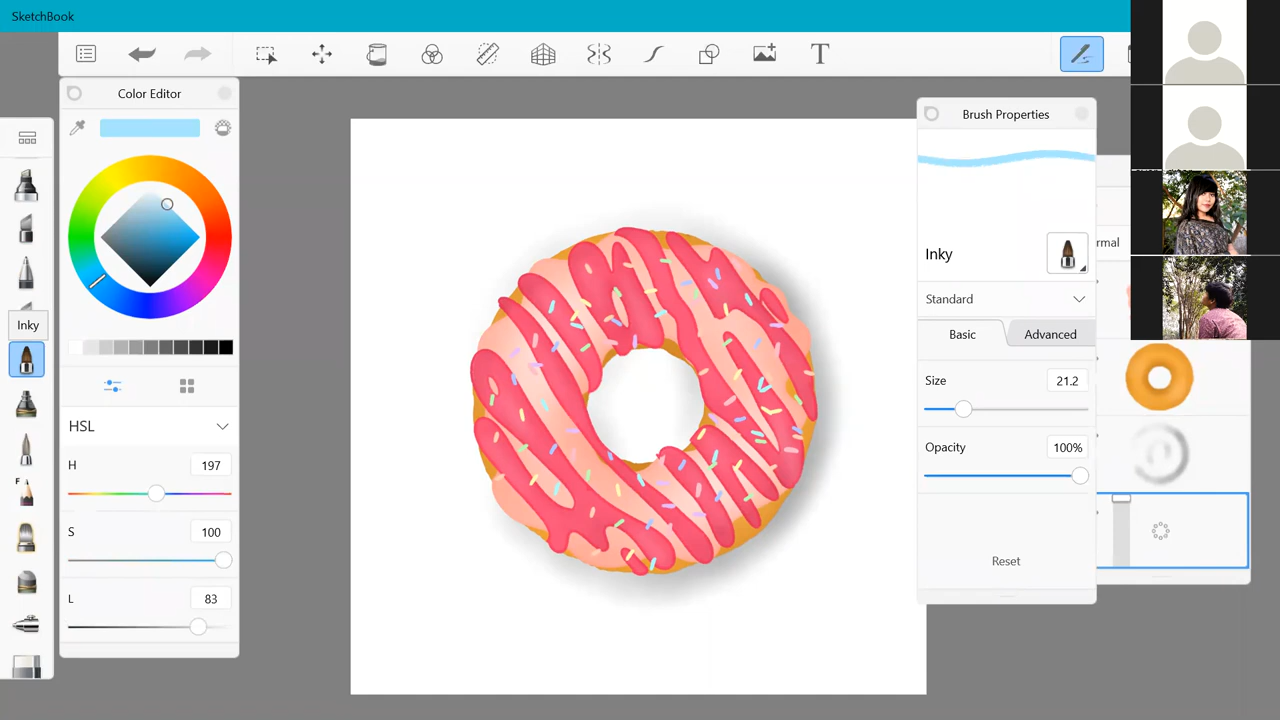 SketchBook
T
Color Editor
Inky
HSL
H 197
S 100
L 83
F
Brush Properties
Inky
Standard
Basic Advanced
Size 21.2
Opacity 100%
Reset
rmal